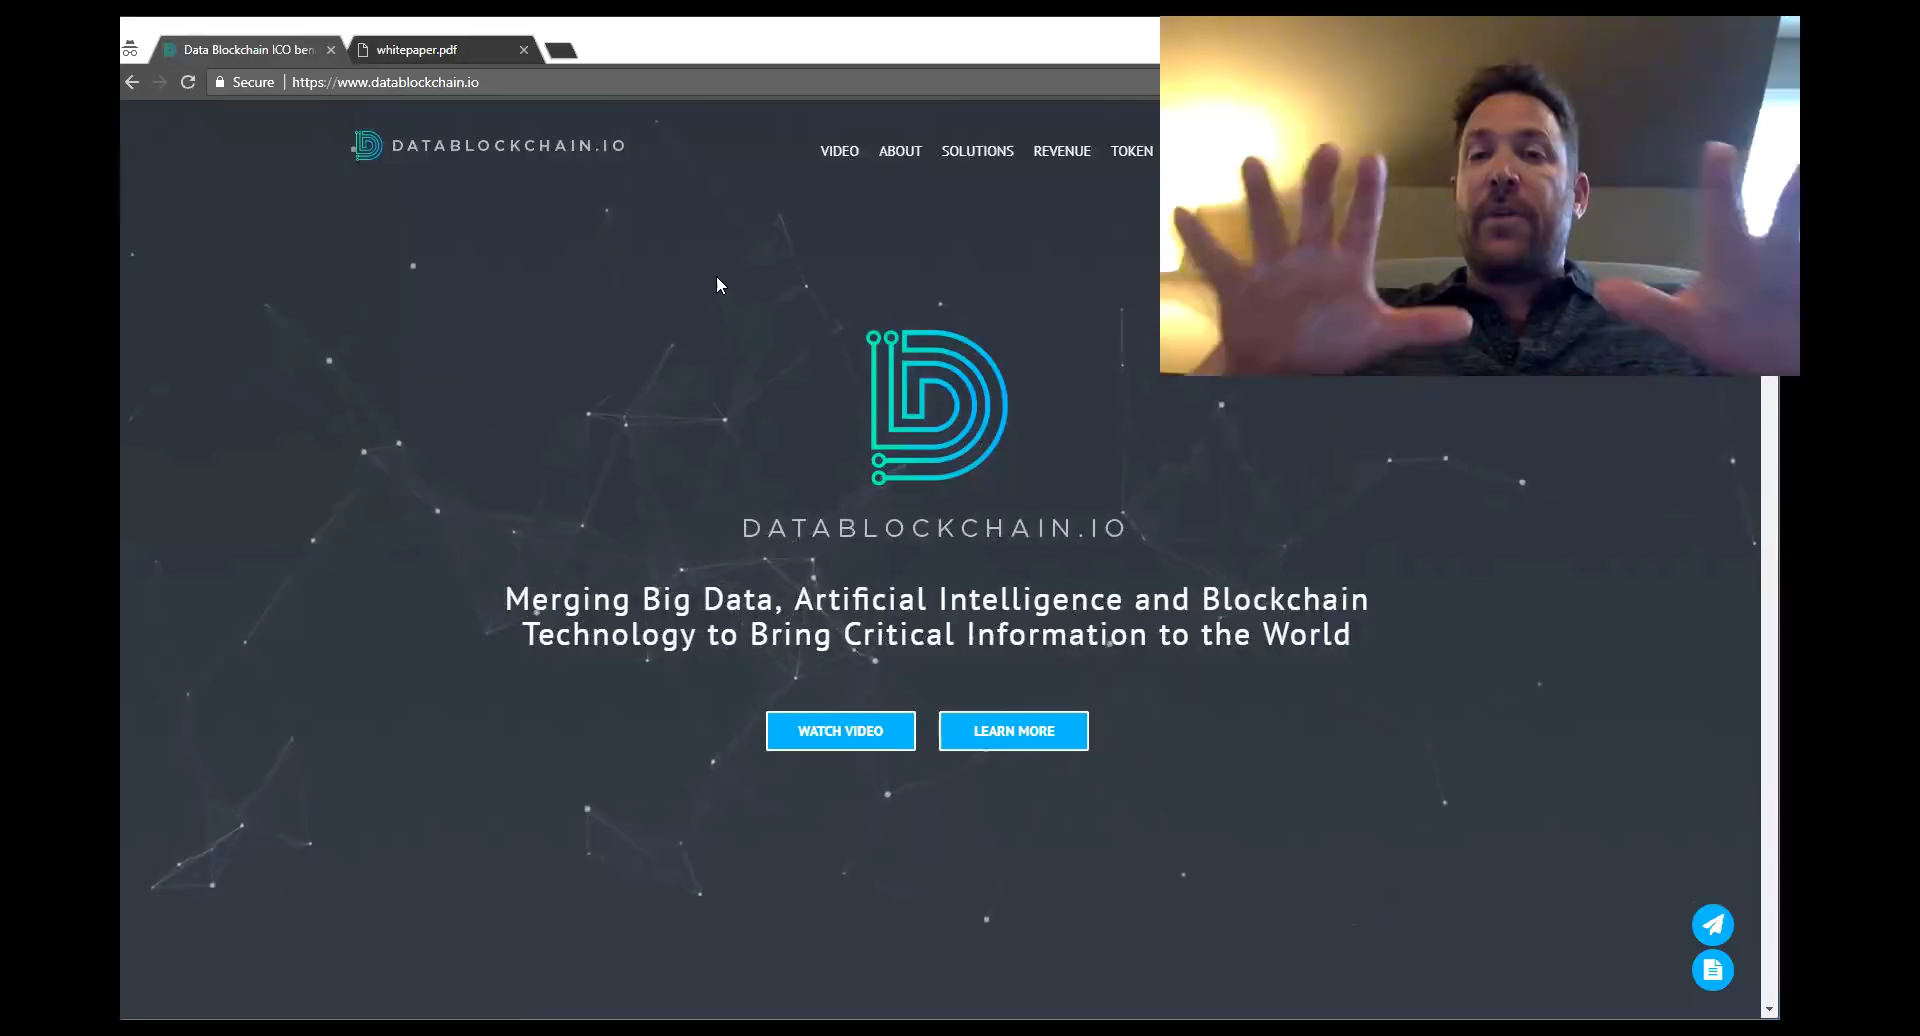 Data Blockchain ICO ben
whitepaper.pdf
Secure
https://www.datablockchain.io
DATABLOCKCHAIN.IO
VIDEO
ABOUT
SOLUTIONS
REVENUE
TOKEN
DATABLOCKCHAIN.IO
Merging Big Data, Artificial Intelligence and Blockchain
Technology to Bring Critical Information to the World
WATCH VIDEO
LEARN MORE